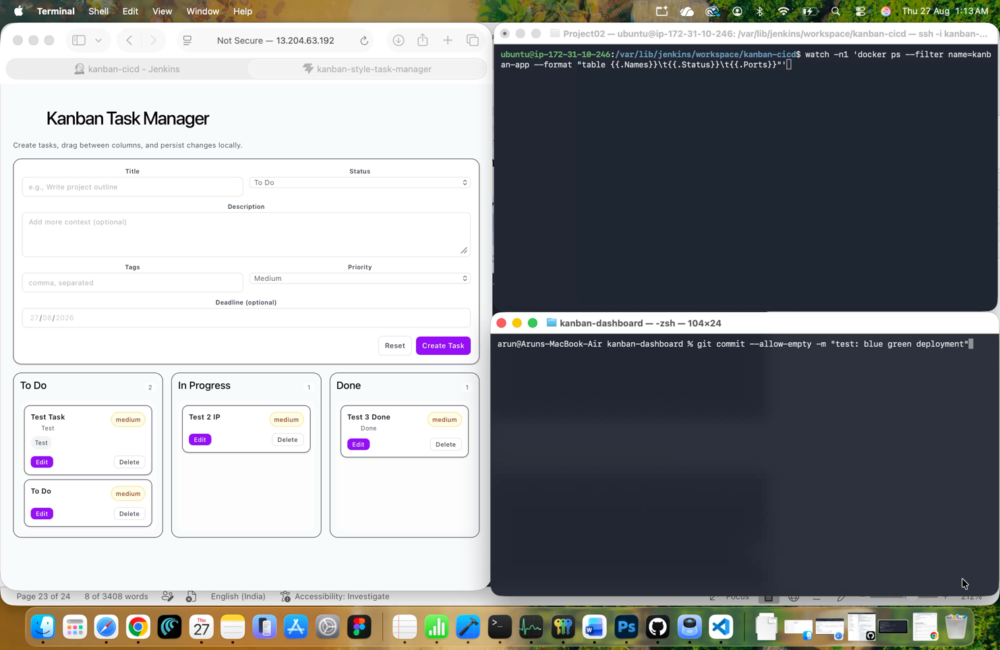 Terminal Shell Edit View Window Help
Thu 27 Aug 1:13 AM
Not Secure — 13.204.63.192
kanban-cicd - Jenkins
kanban-style-task-manager
Kanban Task Manager
Create tasks, drag between columns, and persist changes locally.
Title
Status
e.g., Write project outline
To Do
Description
Add more context (optional)
Tags
Priority
comma, separated
Medium
Deadline (optional)
27/08/2026
Reset
Create Task
To Do
2
Test Task
medium
Test
Test
Edit
Delete
To Do
medium
Edit
Delete
In Progress
1
Test 2 IP
medium
Edit
Delete
Done
1
Test 3 Done
medium
Done
Edit
Delete
Project02 — ubuntu@ip-172-31-10-246: /var/lib/jenkins/workspace/kanban-cicd — ssh -i kanban-...
ubuntu@ip-172-31-10-246:/var/lib/jenkins/workspace/kanban-cicd$ watch -n1 'docker ps --filter name=kanb
an-app --format "table {{.Names}}\t{{.Status}}\t{{.Ports}}"'
kanban-dashboard — -zsh — 104×24
arun@Aruns-MacBook-Air kanban-dashboard % git commit --allow-empty -m "test: blue green deployment"
Page 23 of 24
8 of 3408 words
English (India)
Accessibility: Investigate
Focus
212%
Thu
27
Ps